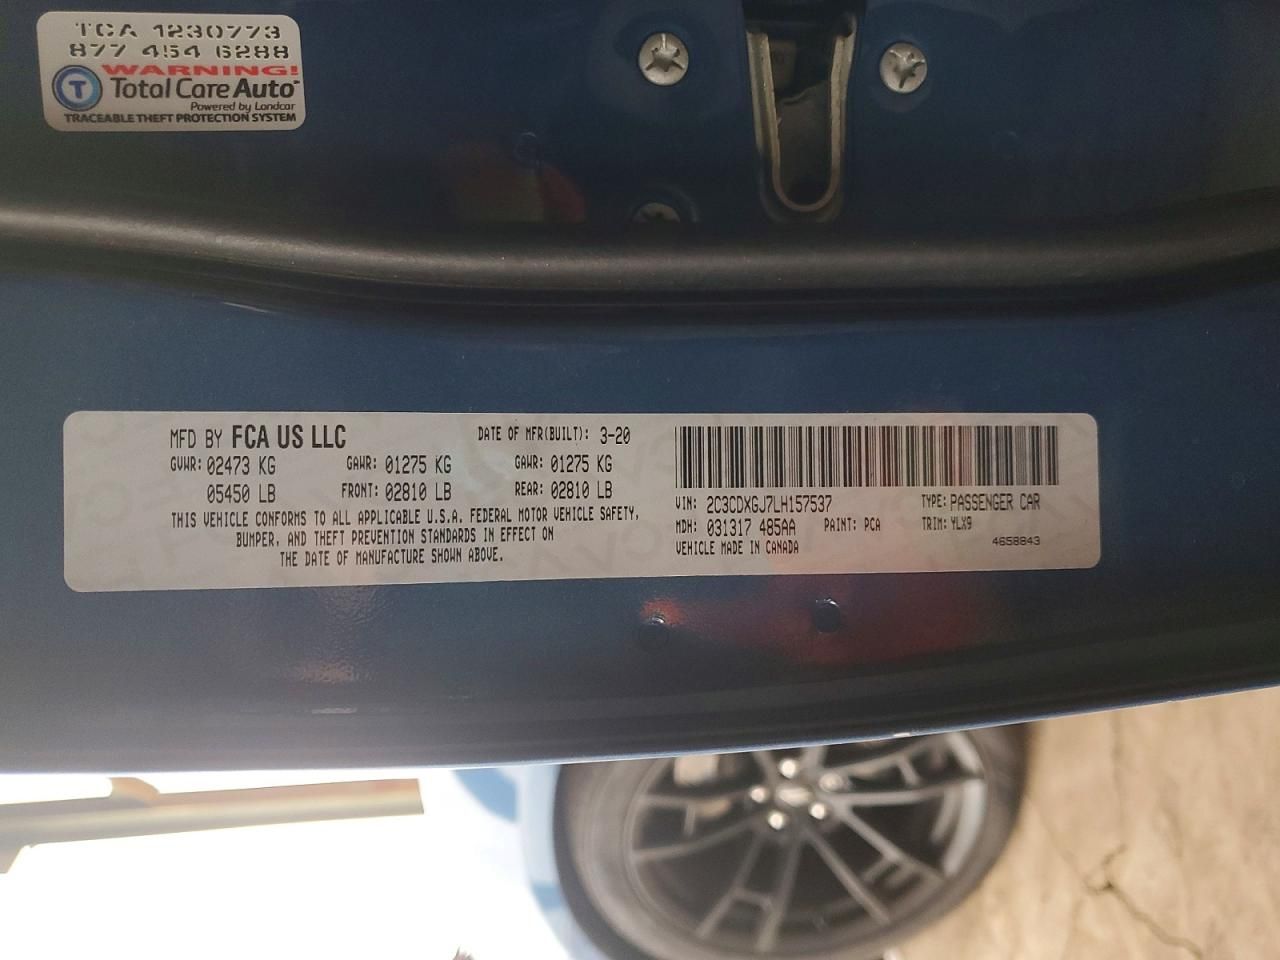 TCA 1230773
877 454 6288
WARNING!
T Total Care Auto™
Powered by Landcar
TRACEABLE THEFT PROTECTION SYSTEM
MFD BY FCA US LLC DATE OF MFR(BUILT): 3-20
GVWR: 02473 KG GAWR: 01275 KG GAWR: 01275 KG
05450 LB FRONT: 02810 LB REAR: 02810 LB
THIS VEHICLE CONFORMS TO ALL APPLICABLE U.S.A. FEDERAL MOTOR VEHICLE SAFETY,
BUMPER, AND THEFT PREVENTION STANDARDS IN EFFECT ON
THE DATE OF MANUFACTURE SHOWN ABOVE.
VIN: 2C3CDXGJ7LH157537 TYPE: PASSENGER CAR
MDH: 031317 485AA PAINT: PCA TRIM: YLX9
VEHICLE MADE IN CANADA 4658843